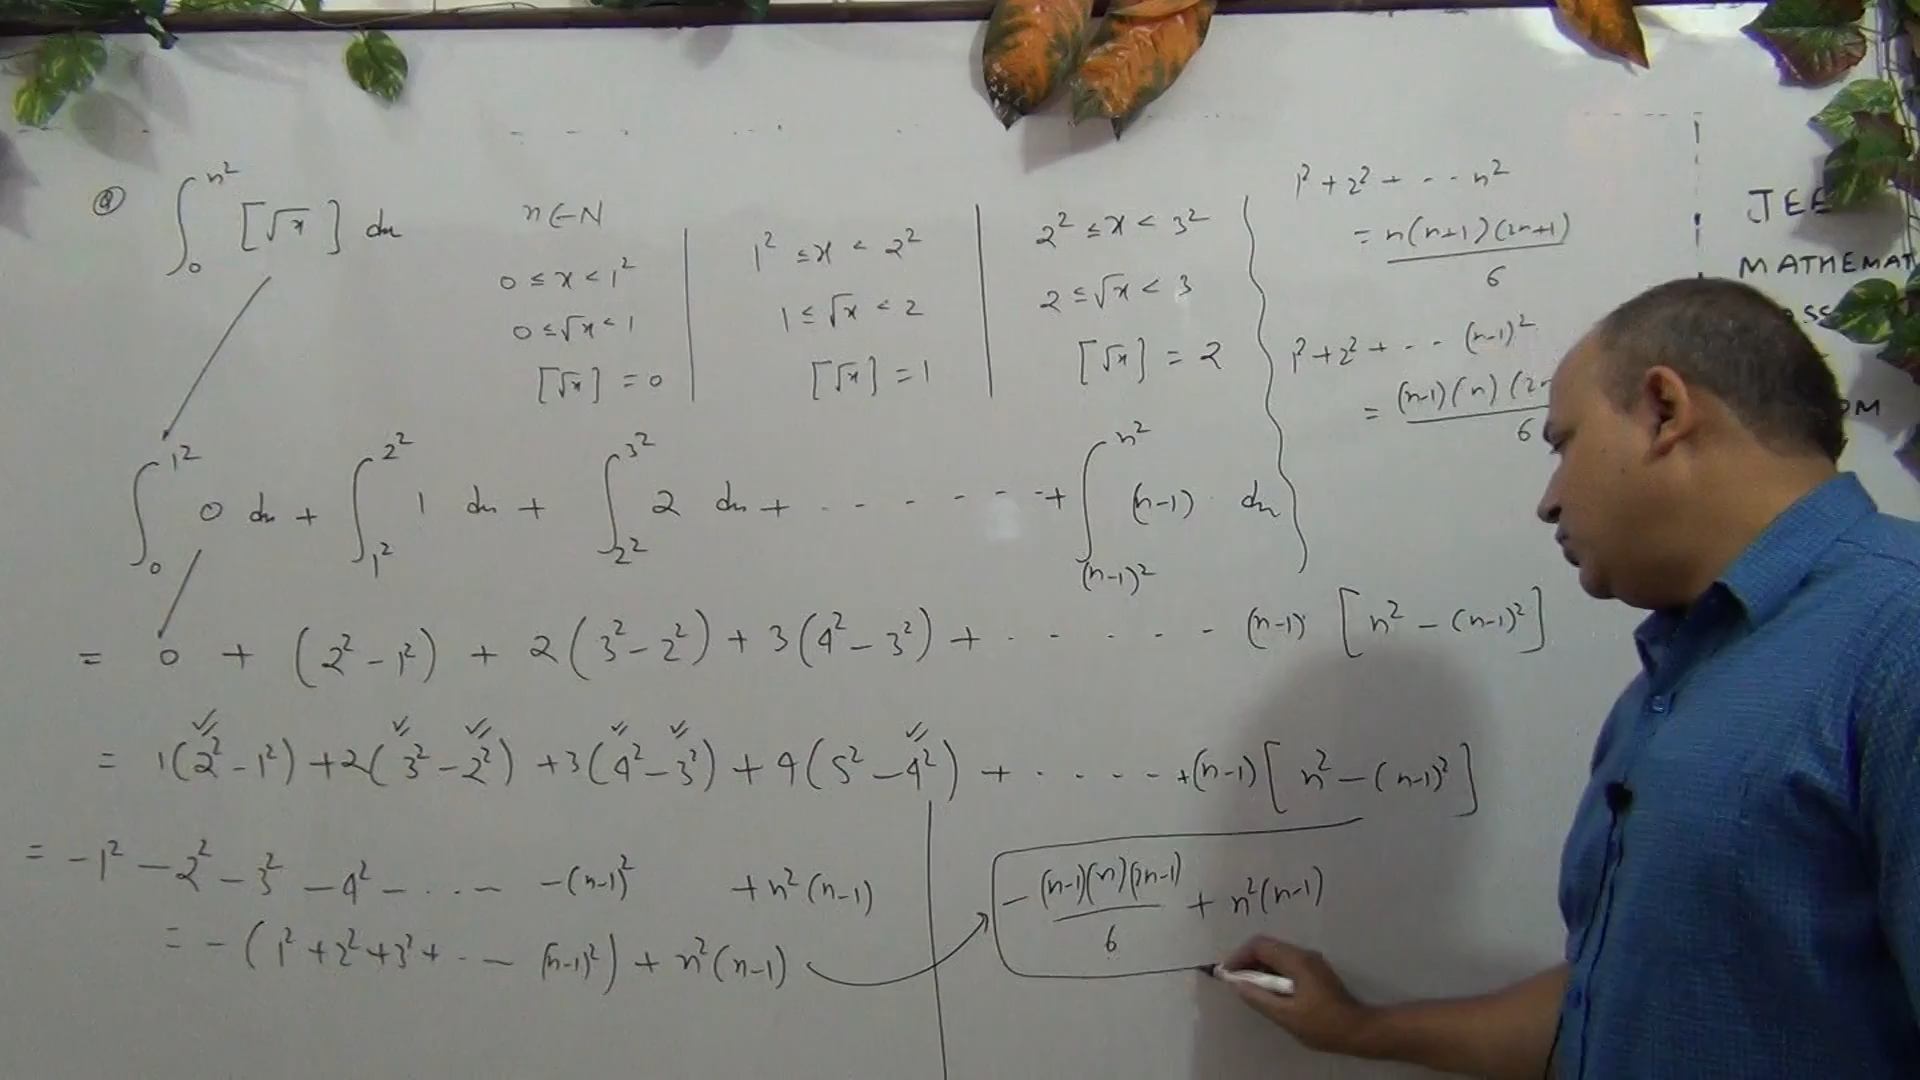 Q ∫₀^{n²} [√x] dx
n∈N
0 ≤ x < 1²
0 ≤ √x < 1
[√x] = 0
1² ≤ x < 2²
1 ≤ √x < 2
[√x] = 1
2² ≤ x < 3²
2 ≤ √x < 3
[√x] = 2
1² + 2² + - - n²
= n(n+1)(2n+1)
6
1² + 2² + - - (n-1)²
= (n-1)(n)(2n
6
JEE
MATHEMAT
∫₀^{1²} 0 dx + ∫_{1²}^{2²} 1 dx + ∫_{2²}^{3²} 2 dx + - - - - - - + ∫_{(n-1)²}^{n²} (n-1) dx
= 0 + (2² - 1²) + 2(3² - 2²) + 3(4² - 3²) + - - - - - (n-1) [n² - (n-1)²]
= 1(2² - 1²) + 2(3² - 2²) + 3(4² - 3²) + 4(5² - 4²) + - - - - + (n-1)[n² - (n-1)²]
= -1² - 2² - 3² - 4² - - - - -(n-1)² + n²(n-1)
= -(1² + 2² + 3² + - - (n-1)²) + n²(n-1)
- (n-1)(n)(2n-1) + n²(n-1)
6